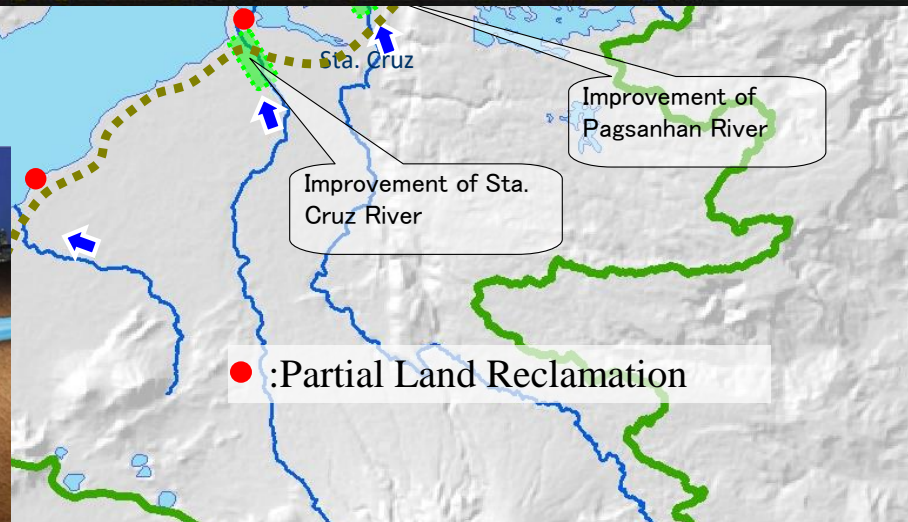 Sta. Cruz
Improvement of
Pagsanhan River
Improvement of Sta.
Cruz River
:Partial Land Reclamation